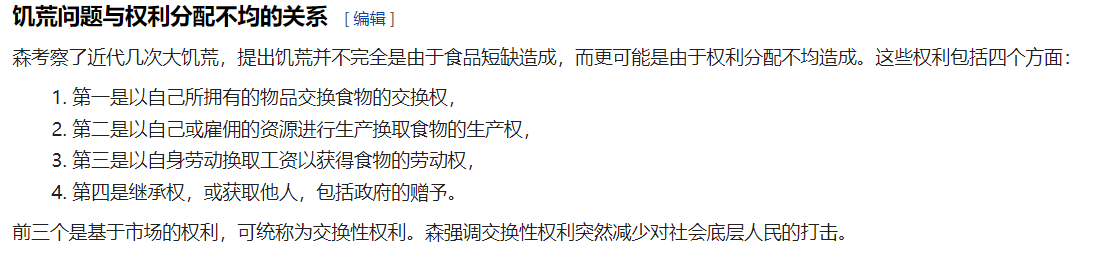 饥荒问题与权利分配不均的关系 [编辑]
森考察了近代几次大饥荒，提出饥荒并不完全是由于食品短缺造成，而更可能是由于权利分配不均造成。这些权利包括四个方面：
1. 第一是以自己所拥有的物品交换食物的交换权，
2. 第二是以自己或雇佣的资源进行生产换取食物的生产权，
3. 第三是以自身劳动换取工资以获得食物的劳动权，
4. 第四是继承权，或获取他人，包括政府的赠予。
前三个是基于市场的权利，可统称为交换性权利。森强调交换性权利突然减少对社会底层人民的打击。